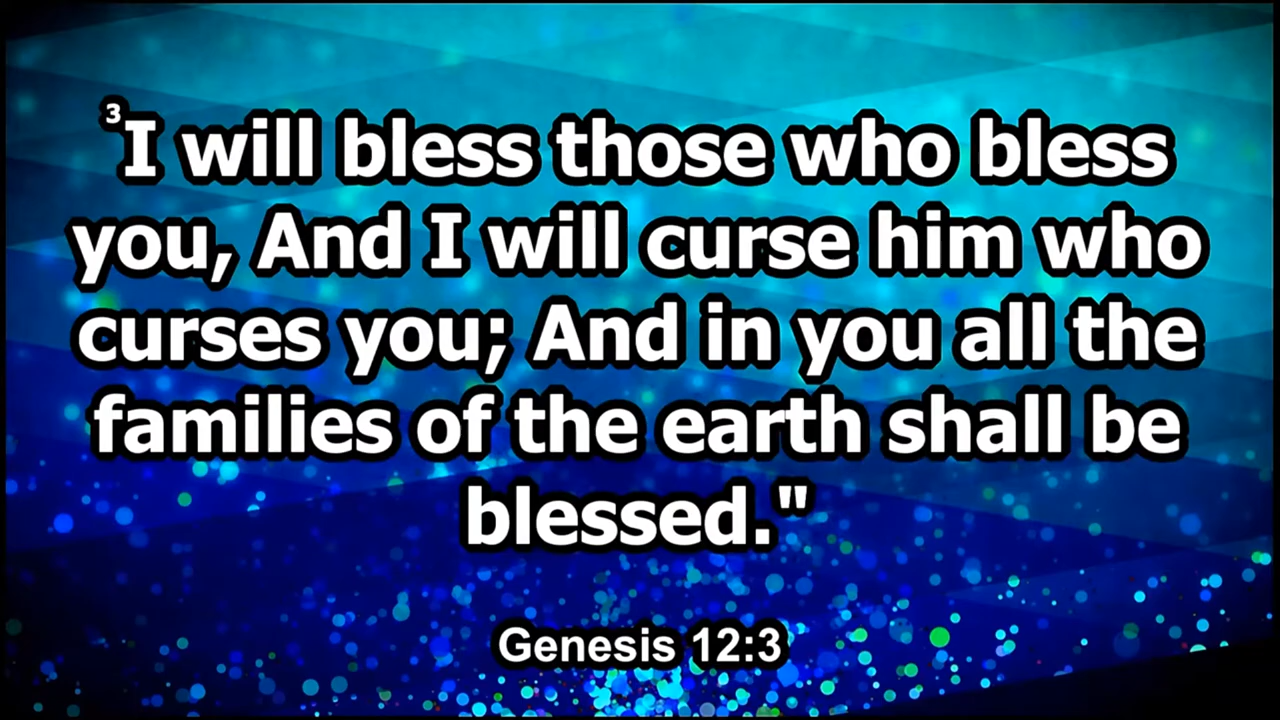 ³I will bless those who bless
you, And I will curse him who
curses you; And in you all the
families of the earth shall be
blessed."
Genesis 12:3